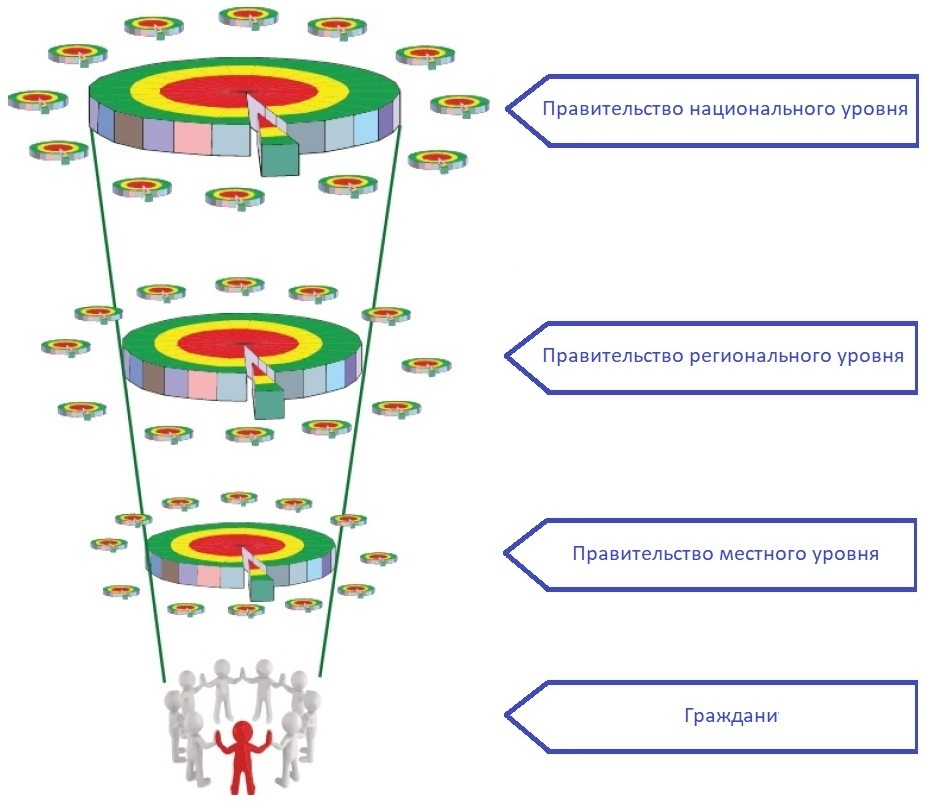 Правительство национального уровня
Правительство регионального уровня
Правительство местного уровня
Граждани